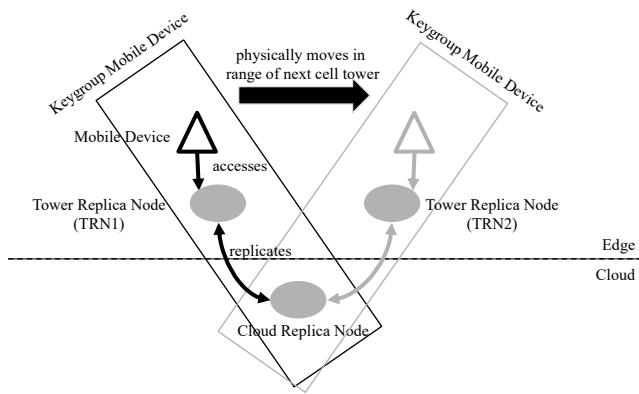 Keygroup Mobile Device
physically moves in
range of next cell tower
Keygroup Mobile Device
Mobile Device
accesses
Tower Replica Node
(TRN1)
Tower Replica Node
(TRN2)
replicates
Edge
Cloud
Cloud Replica Node